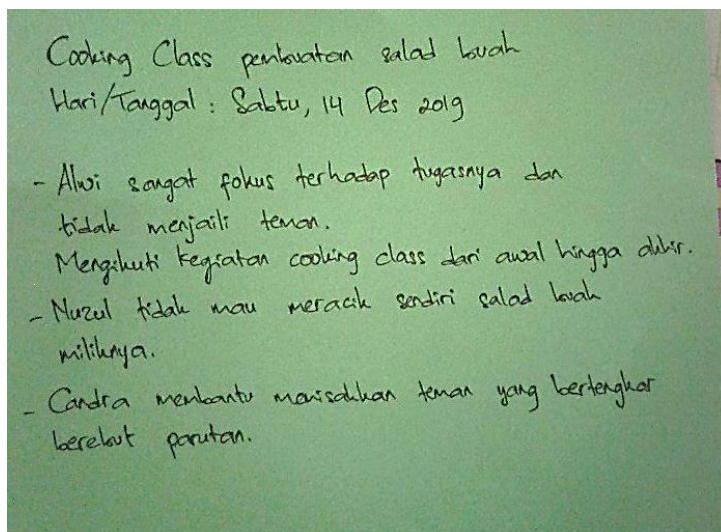 Cooking Class pembuatan salad buah
Hari/Tanggal : Sabtu, 14 Des 2019
- Alwi sangat fokus terhadap tugasnya dan
tidak menjaili teman.
Mengikuti kegiatan cooking class dari awal hingga akhir.
- Nuzul tidak mau meracik sendiri salad buah
miliknya.
- Candra membantu memisahkan teman yang bertengkar
berebut parutan.